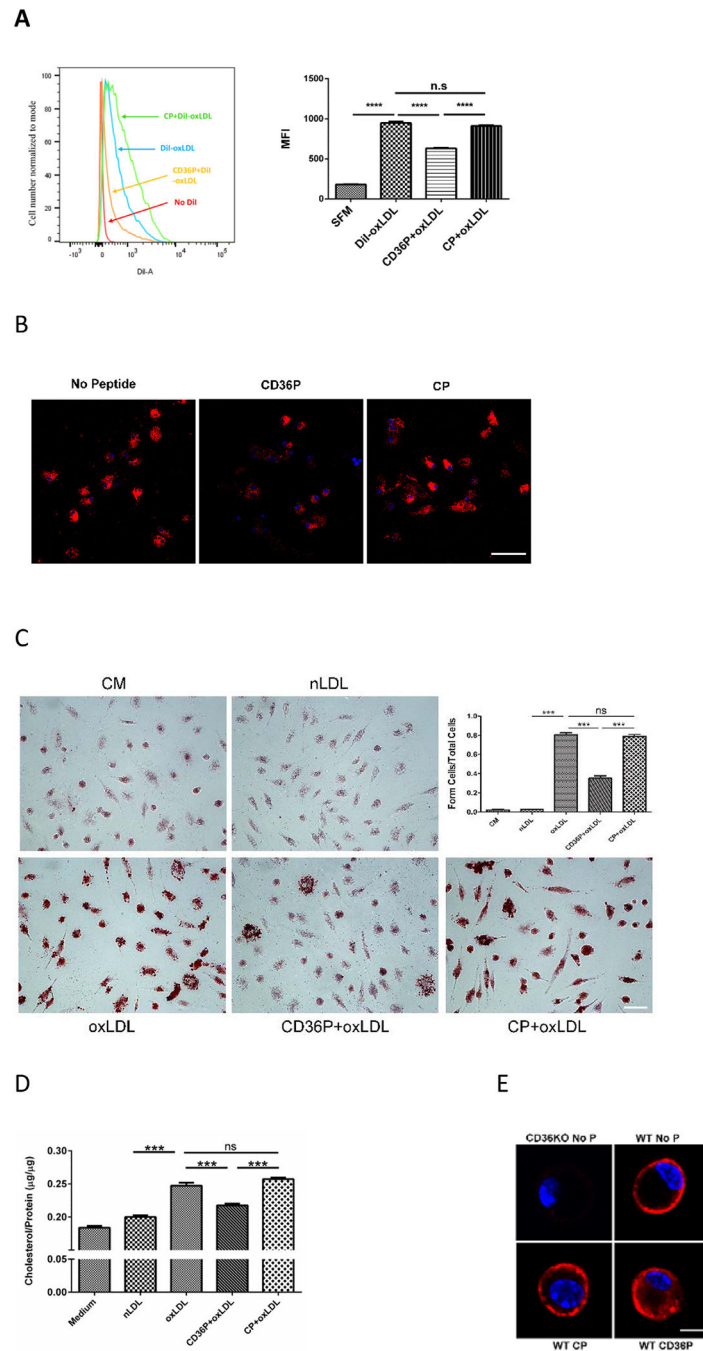 A
Cell number normalized to mode
100
80
60
40
20
0
CP+DiI-oxLDL
DiI-oxLDL
CD36P+DiI
-oxLDL
No DiI
-10³ 0 10³ 10⁴ 10⁵
DiI-A
MFI
1500
1000
500
0
n.s
**** **** ****
SFM
DiI-oxLDL
CD36P+oxLDL
CP+oxLDL
B
No Peptide CD36P CP
C
CM nLDL
Form Cells/Total Cells
1.0
0.8
0.6
0.4
0.2
0.0
ns
*** *** ***
CM
nLDL
oxLDL
CD36P+oxLDL
CP+oxLDL
oxLDL CD36P+oxLDL CP+oxLDL
D
Cholesterol/Protein (µg/µg)
0.30
0.25
0.20
0.05
0.00
ns
*** *** ***
Medium
nLDL
oxLDL
CD36P+oxLDL
CP+oxLDL
E
CD36KO No P WT No P
WT CP WT CD36P